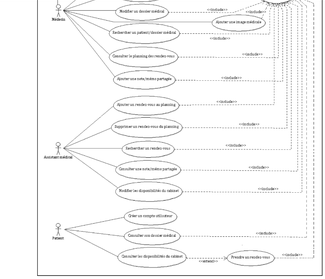 Médecin
Modifier un dossier médical
Ajouter une image médicale
Rechercher un patient/dossier médical
Consulter le planning des rendez-vous
Ajouter une note/mémo partagée
<<include>>
<<include>>
<<include>>
<<include>>
<<include>>
Assistant médical
Ajouter un rendez-vous au planning
Supprimer un rendez-vous du planning
Rechercher un rendez-vous
Consulter une note/mémo partagée
Modifier les disponibilités du cabinet
<<include>>
<<include>>
<<include>>
<<include>>
<<include>>
Patient
Créer un compte utilisateur
Consulter son dossier médical
Consulter les disponibilités du cabinet
<<extend>>
Prendre un rendez-vous
<<include>>
<<include>>